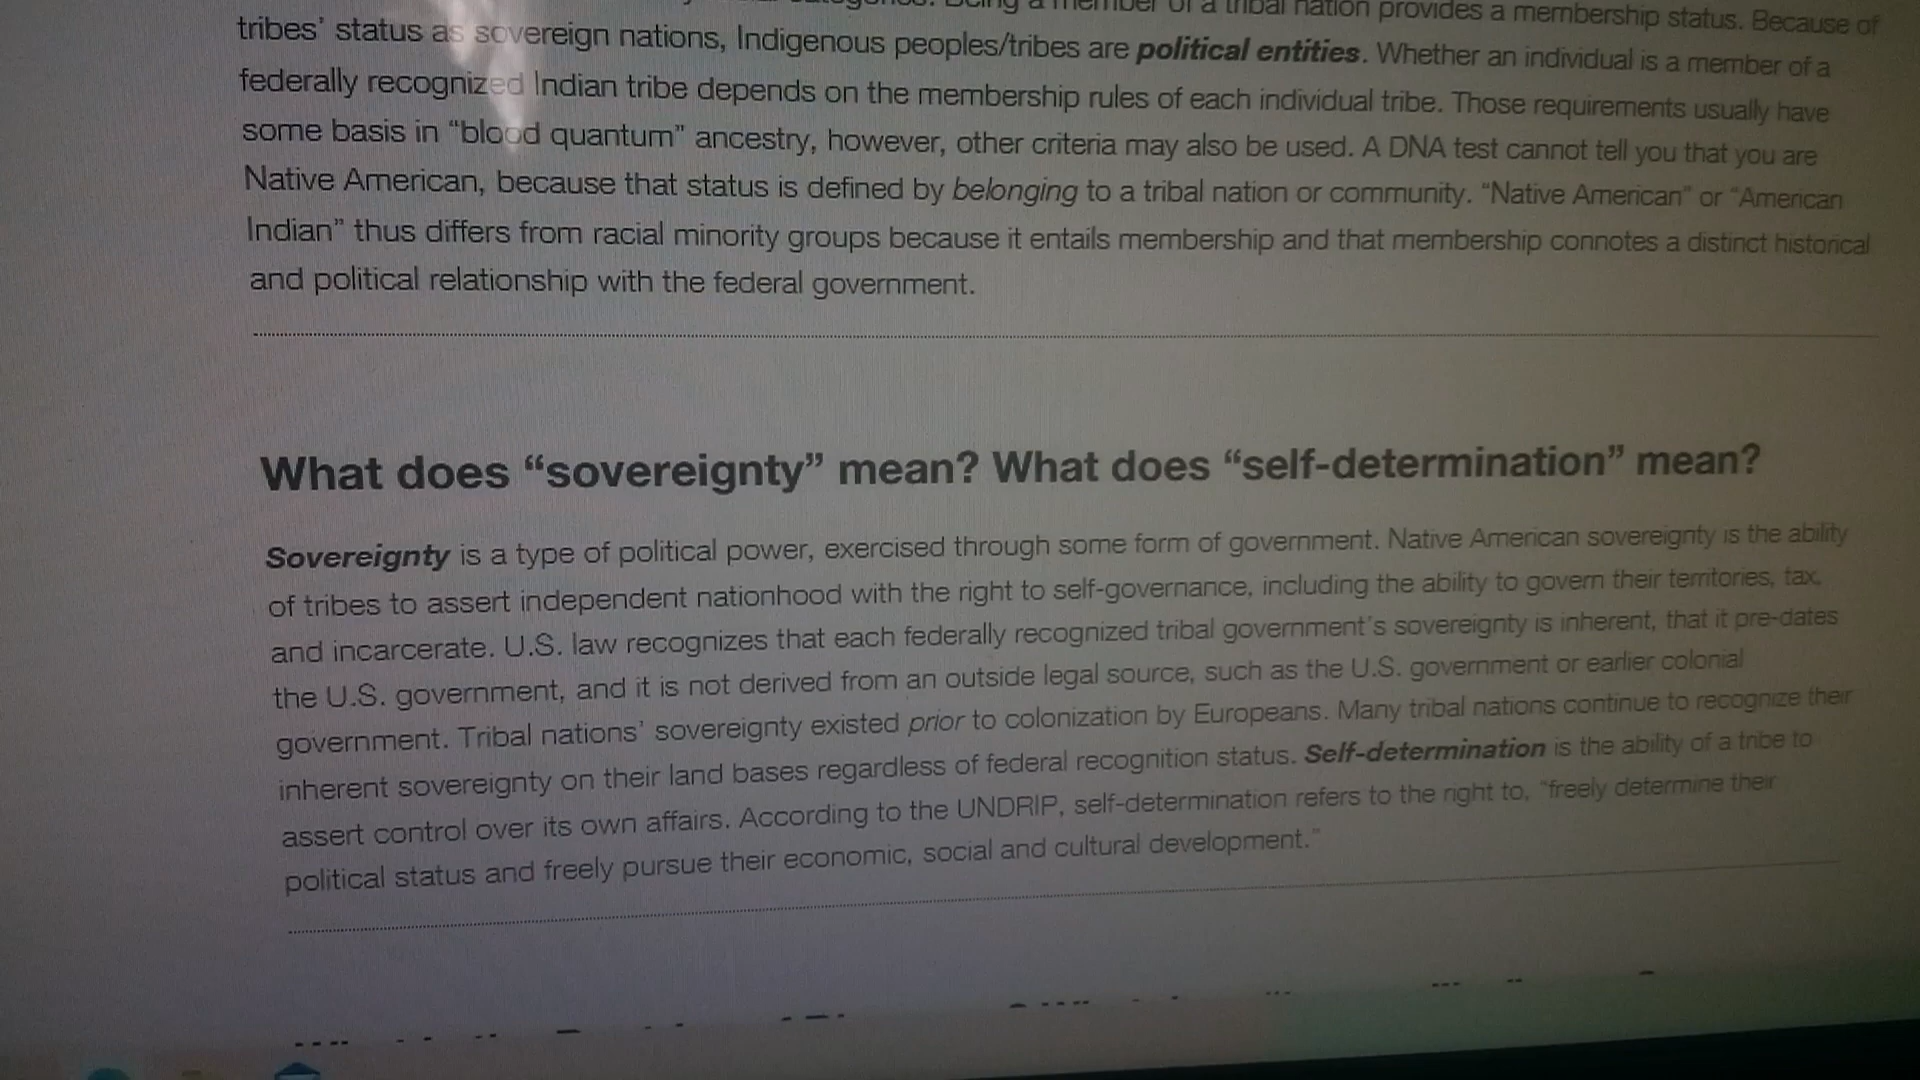 Being a member of a tribal nation provides a membership status. Because of
tribes' status as sovereign nations, Indigenous peoples/tribes are political entities. Whether an individual is a member of a
federally recognized Indian tribe depends on the membership rules of each individual tribe. Those requirements usually have
some basis in “blood quantum” ancestry, however, other criteria may also be used. A DNA test cannot tell you that you are
Native American, because that status is defined by belonging to a tribal nation or community. “Native American” or “American
Indian” thus differs from racial minority groups because it entails membership and that membership connotes a distinct historical
and political relationship with the federal government.
What does “sovereignty” mean? What does “self-determination” mean?
Sovereignty is a type of political power, exercised through some form of government. Native American sovereignty is the ability
of tribes to assert independent nationhood with the right to self-governance, including the ability to govern their territories, tax,
and incarcerate. U.S. law recognizes that each federally recognized tribal government's sovereignty is inherent, that it pre-dates
the U.S. government, and it is not derived from an outside legal source, such as the U.S. government or earlier colonial
government. Tribal nations' sovereignty existed prior to colonization by Europeans. Many tribal nations continue to recognize their
inherent sovereignty on their land bases regardless of federal recognition status. Self-determination is the ability of a tribe to
assert control over its own affairs. According to the UNDRIP, self-determination refers to the right to, “freely determine their
political status and freely pursue their economic, social and cultural development.”